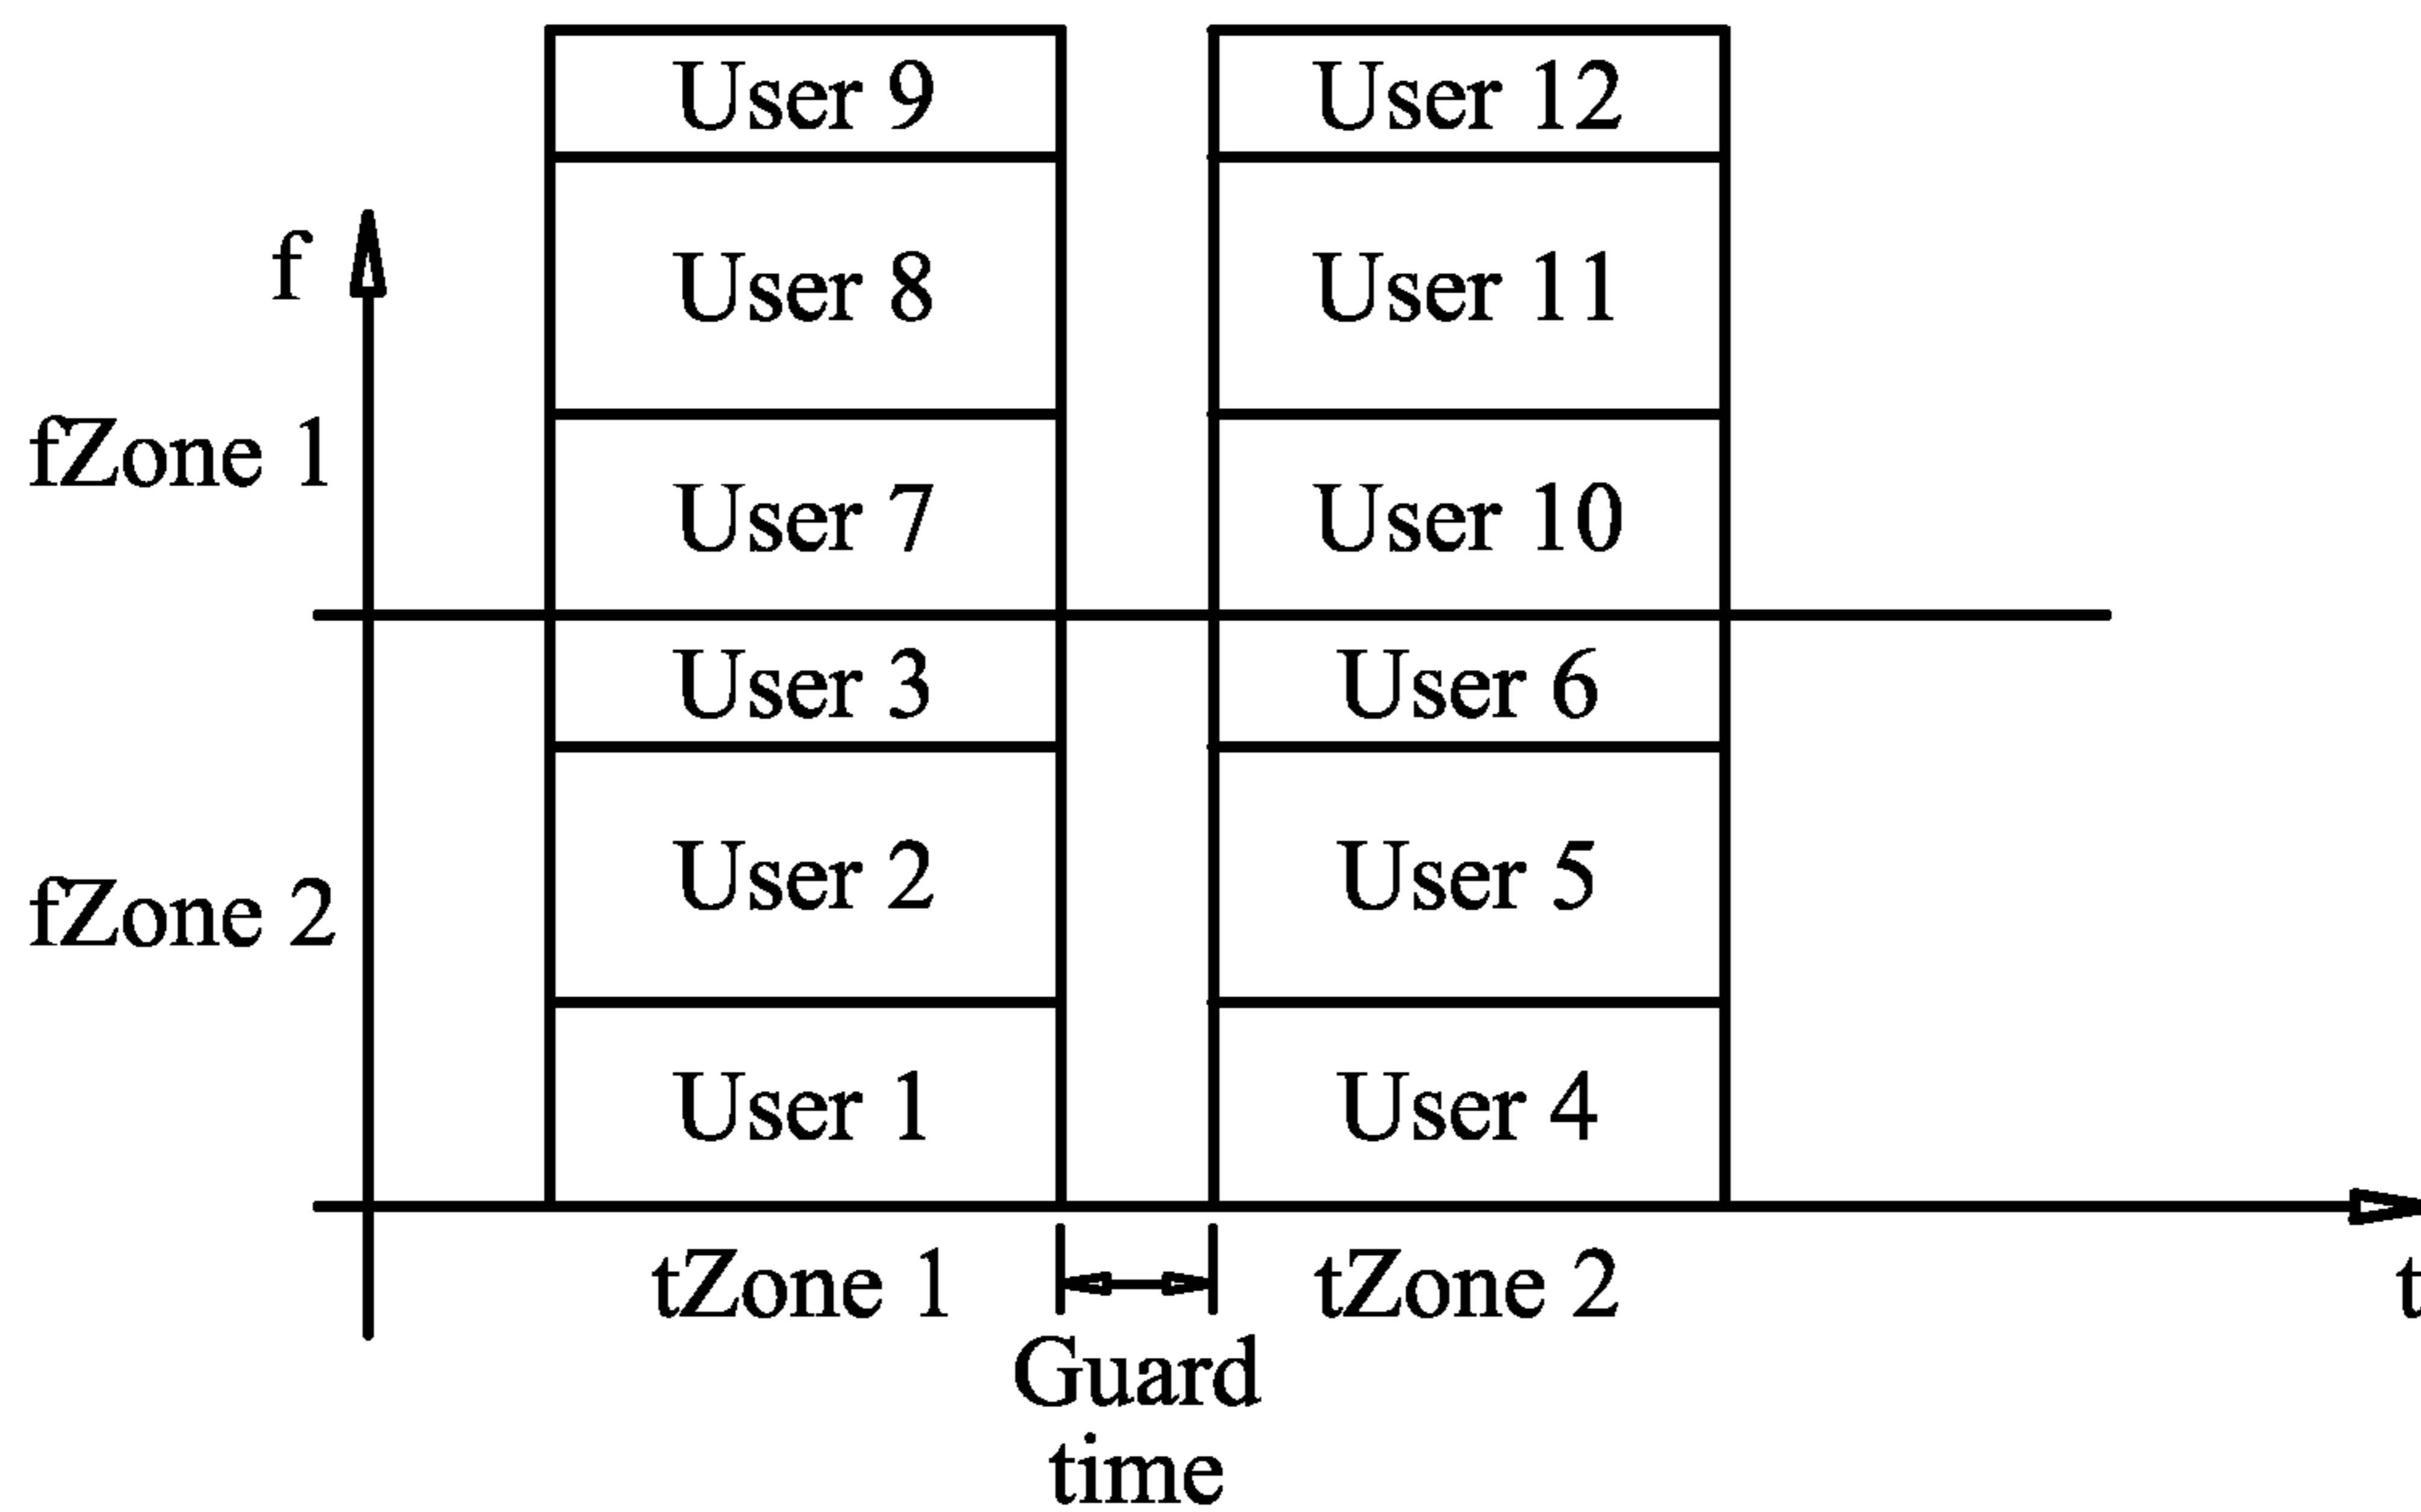 User 9 User 12
f
User 8 User 11
fZone 1
User 7 User 10
User 3 User 6
fZone 2
User 2 User 5
User 1 User 4
tZone 1 tZone 2 t
Guard
time